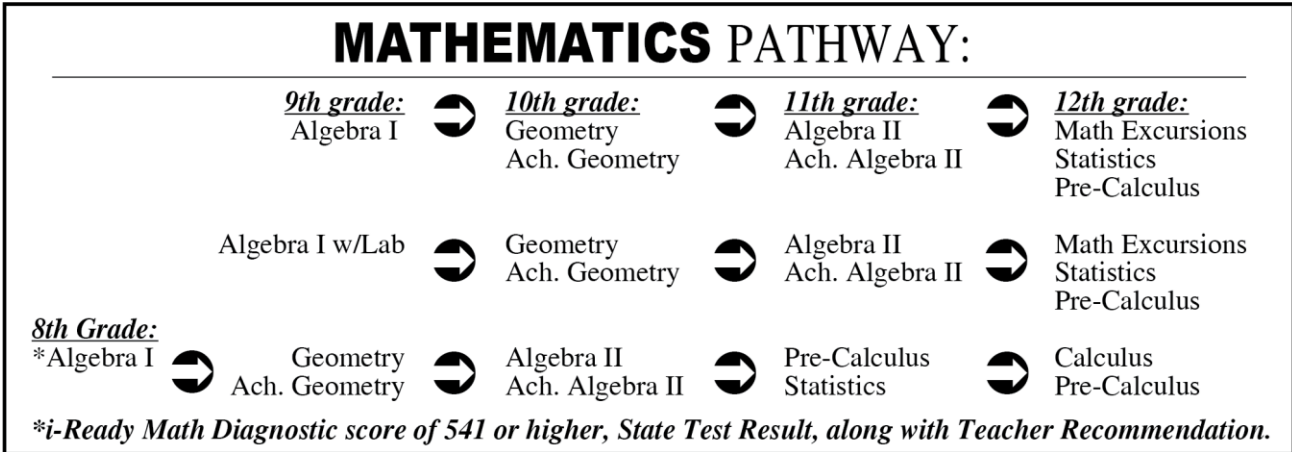 MATHEMATICS PATHWAY:
9th grade: 10th grade: 11th grade: 12th grade:
Algebra I Geometry Algebra II Math Excursions
Ach. Geometry Ach. Algebra II Statistics
Pre-Calculus
Algebra I w/Lab Geometry Algebra II Math Excursions
Ach. Geometry Ach. Algebra II Statistics
Pre-Calculus
8th Grade:
*Algebra I Geometry Algebra II Pre-Calculus Calculus
Ach. Geometry Ach. Algebra II Statistics Pre-Calculus
*i-Ready Math Diagnostic score of 541 or higher, State Test Result, along with Teacher Recommendation.